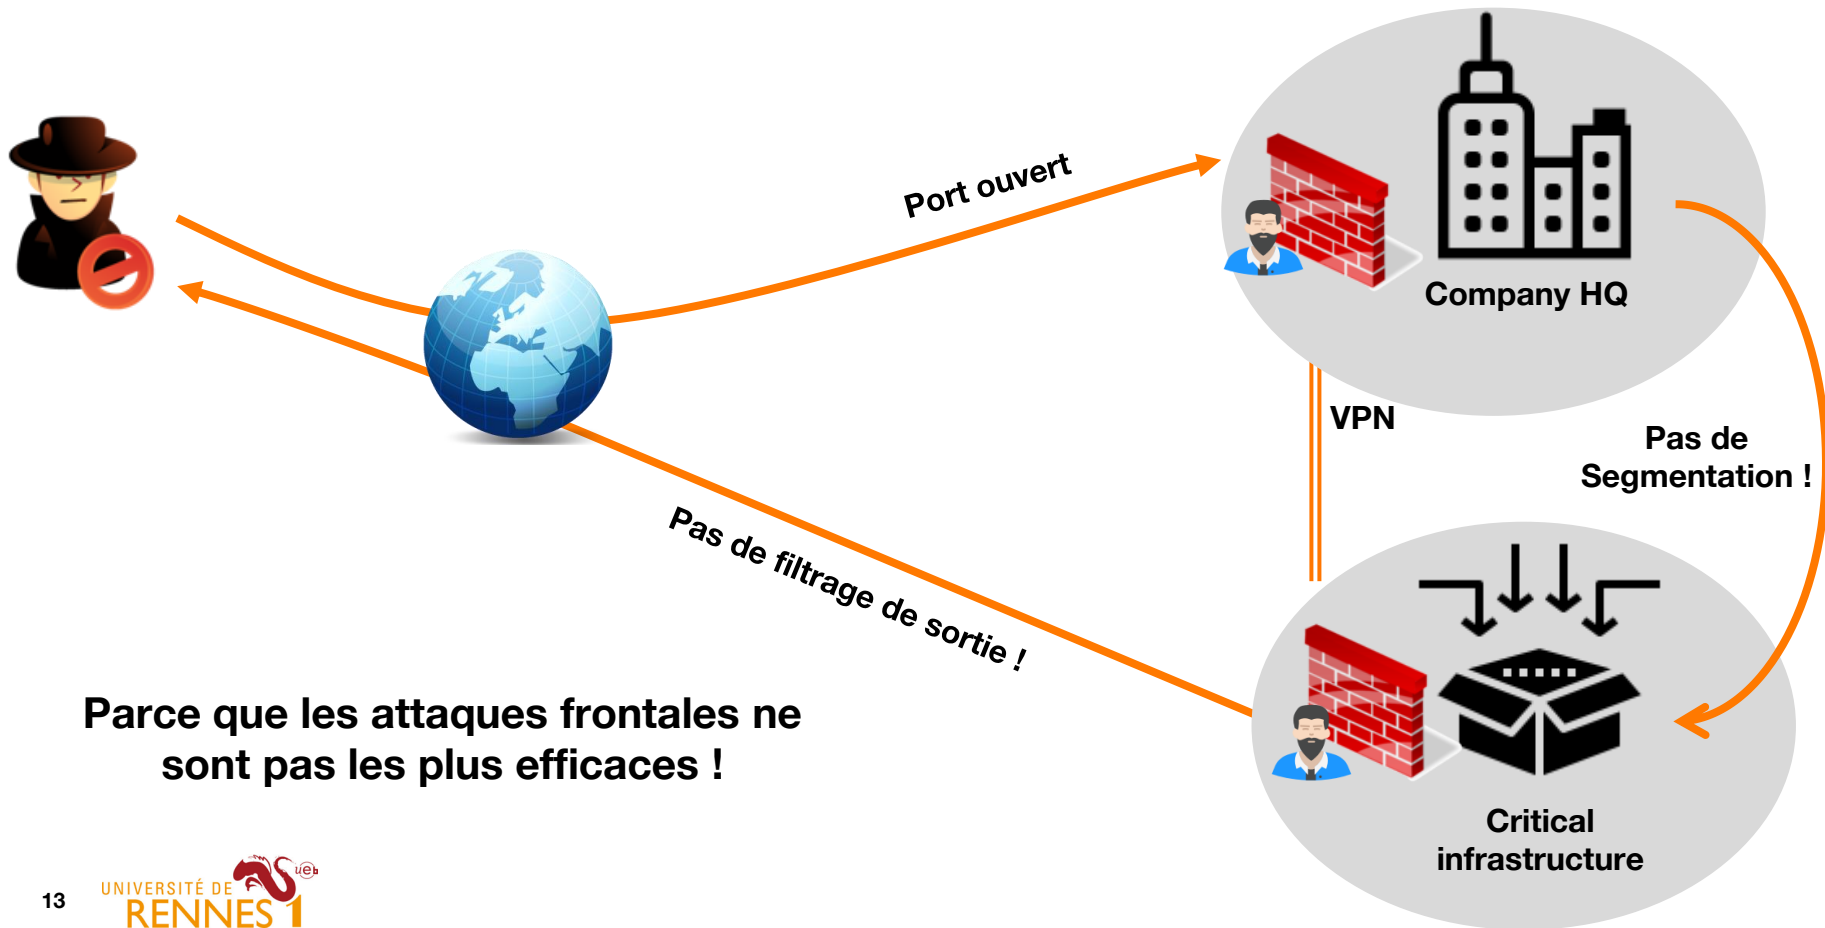 Port ouvert
Company HQ
VPN
Pas de
Segmentation !
Pas de filtrage de sortie !
Parce que les attaques frontales ne
sont pas les plus efficaces !
Critical
infrastructure
13
UNIVERSITÉ DE
RENNES 1
ueb